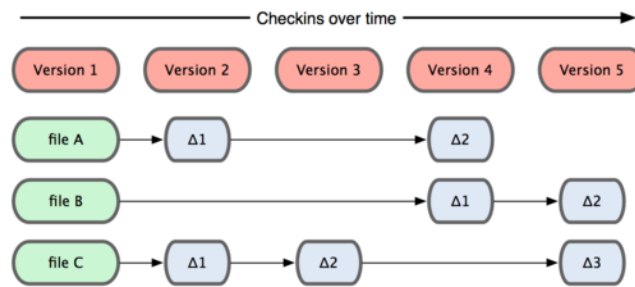 Checkins over time
Version 1 Version 2 Version 3 Version 4 Version 5
file A Δ1 Δ2
file B Δ1 Δ2
file C Δ1 Δ2 Δ3